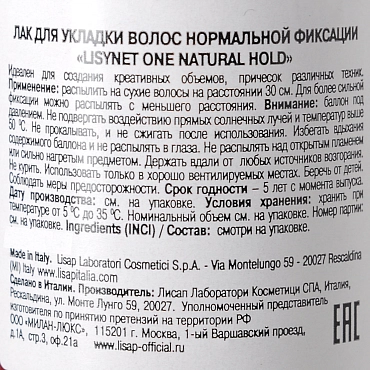 ЛАК ДЛЯ УКЛАДКИ ВОЛОС НОРМАЛЬНОЙ ФИКСАЦИИ
«LISYNET ONE NATURAL HOLD»
Идеален для создания креативных объемов, причесок различных техник.
Применение: распылить на сухие волосы на расстоянии 30 см. Для более сильной
фиксации можно распылять с меньшего расстояния. Внимание: баллон под
давлением. Не подвергать воздействию прямых солнечных лучей и температур выше
50 °C. Не прокалывать, и не сжигать после использования. Избегать вдыхания
содержимого баллона и не распылять в глаза. Не распылять над открытым пламенем
или сильно нагретым предметом. Держать вдали от любых источников возгорания.
Не курить. Использовать только в хорошо вентилируемых местах. Беречь от детей.
Соблюдать меры предосторожности. Срок годности – 5 лет с момента выпуска.
Дату производства: см. на упаковке. Условия хранения: хранить при
температуре от 5 °C до 35 °C. Номинальный объем см. на упаковке. Номер партии:
см. на упаковке. Ingredients (INCI) / Состав: смотри на упаковке.
Made in Italy. Lisap Laboratori Cosmetici S.p.A. - Via Montelungo 59 - 20027 Rescaldina
(MI) Italy www.lisapitalia.com
Сделано в Италии. Производитель: Лисап Лаборатори Косметици СПА, Италия,
Рескальдина, ул. Монте Лунго 59, 20027. Уполномоченный представитель
изготовителя по принятию претензий на территории РФ
ООО «МИЛАН-ЛЮКС», 115201 г. Москва, 1-ый Варшавский проезд,
д.1А, стр.3, оф.21а www.lisap-official.ru
EAC